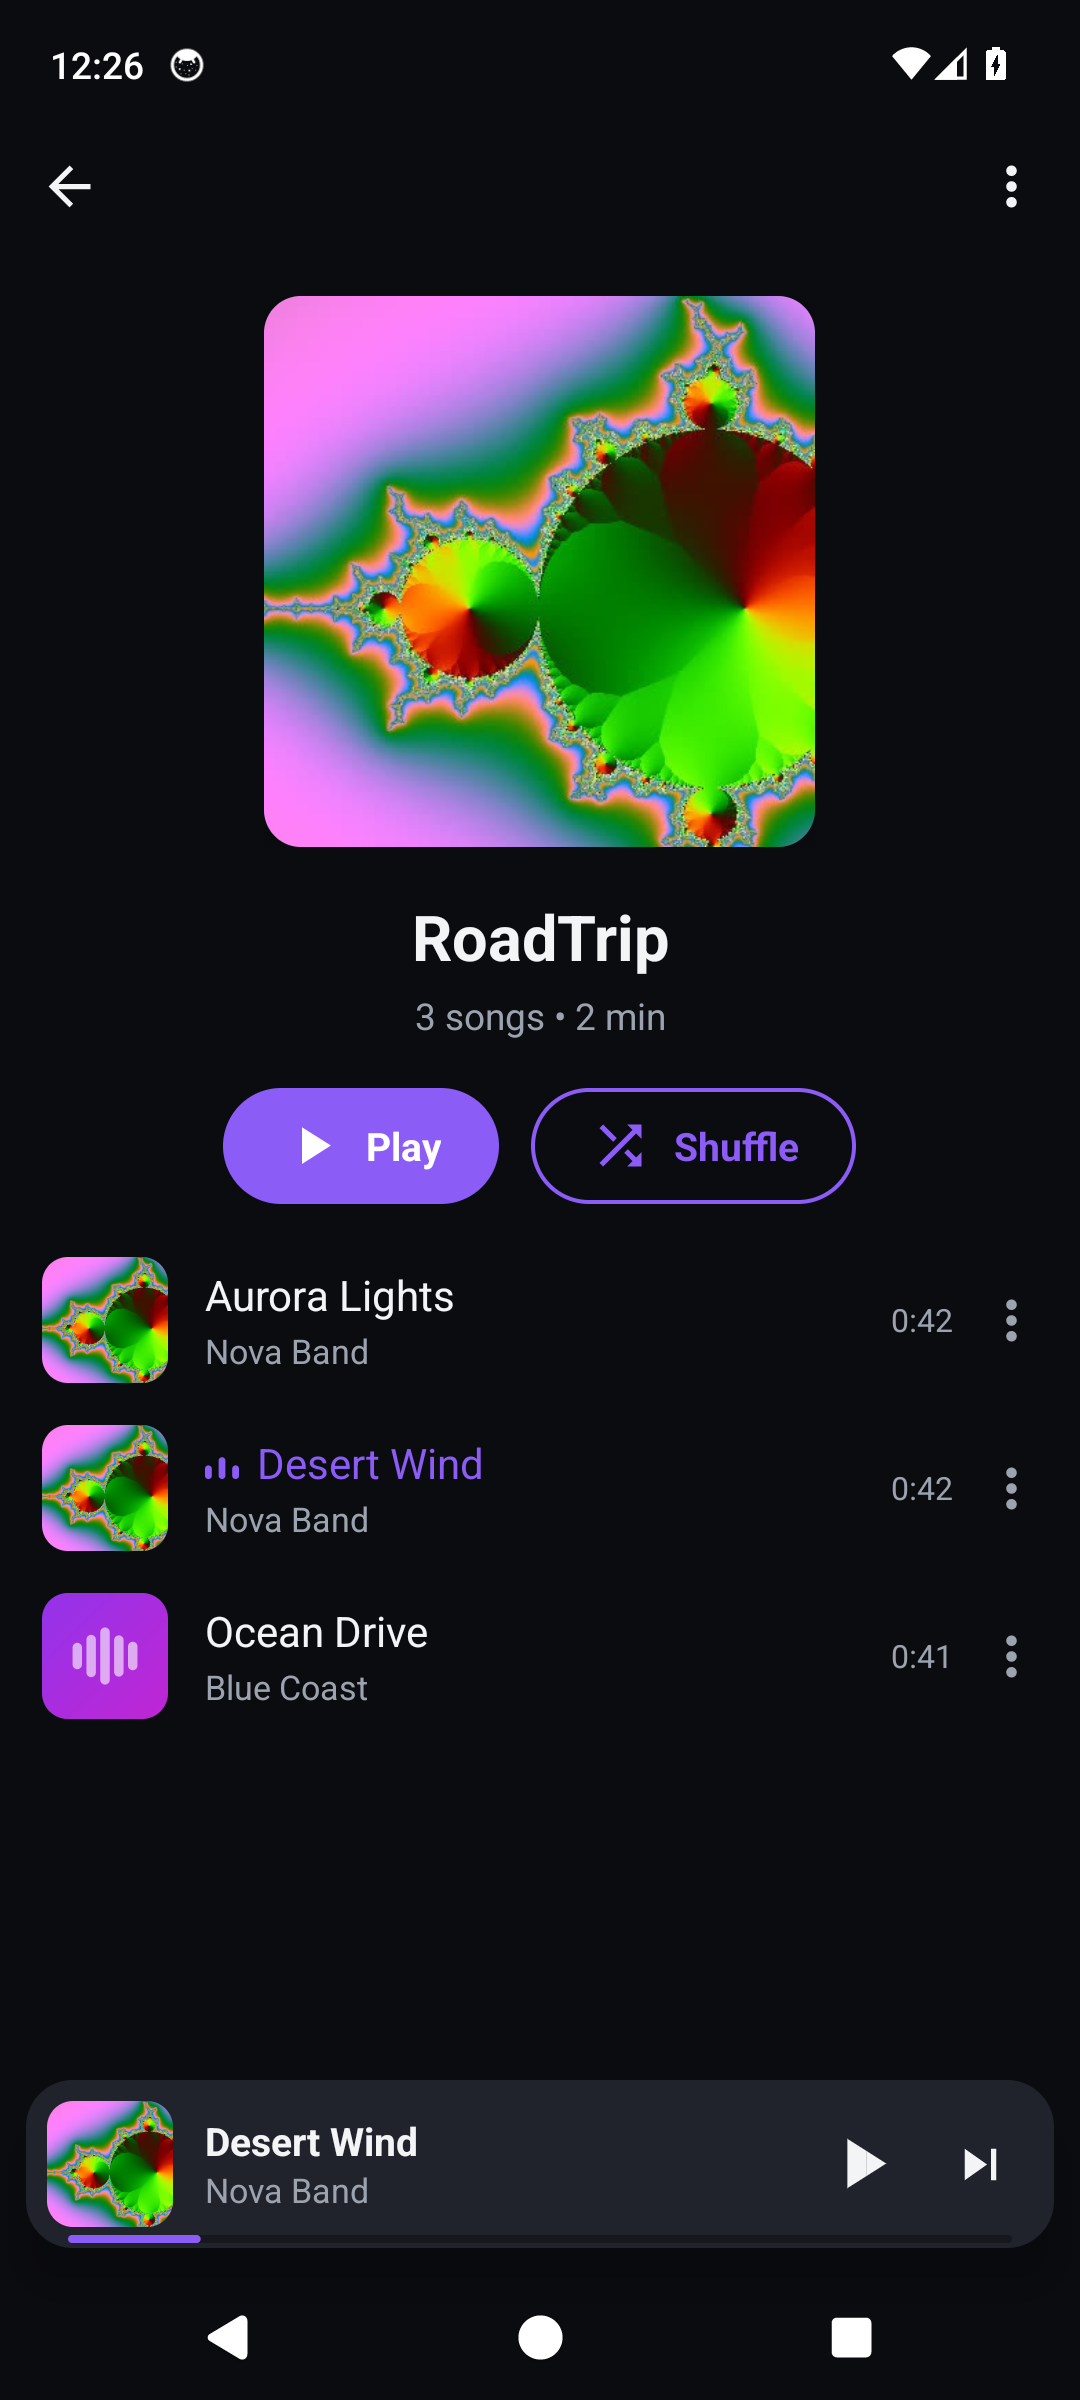 12:26
RoadTrip
3 songs • 2 min
Play
Shuffle
Aurora Lights
Nova Band
0:42
Desert Wind
Nova Band
0:42
Ocean Drive
Blue Coast
0:41
Desert Wind
Nova Band